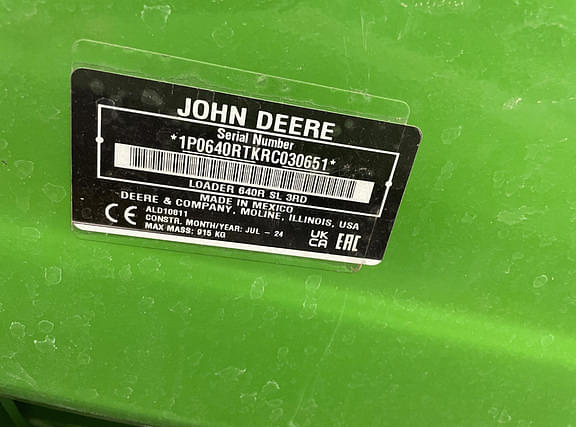 JOHN DEERE
Serial Number
*1P0640RTKRC030651*
LOADER 640R SL 3RD
MADE IN MEXICO
DEERE & COMPANY, MOLINE, ILLINOIS, USA
CE
ALD10811
CONSTR. MONTH/YEAR: JUL - 24
MAX MASS: 915 KG
UK
CA
EAC